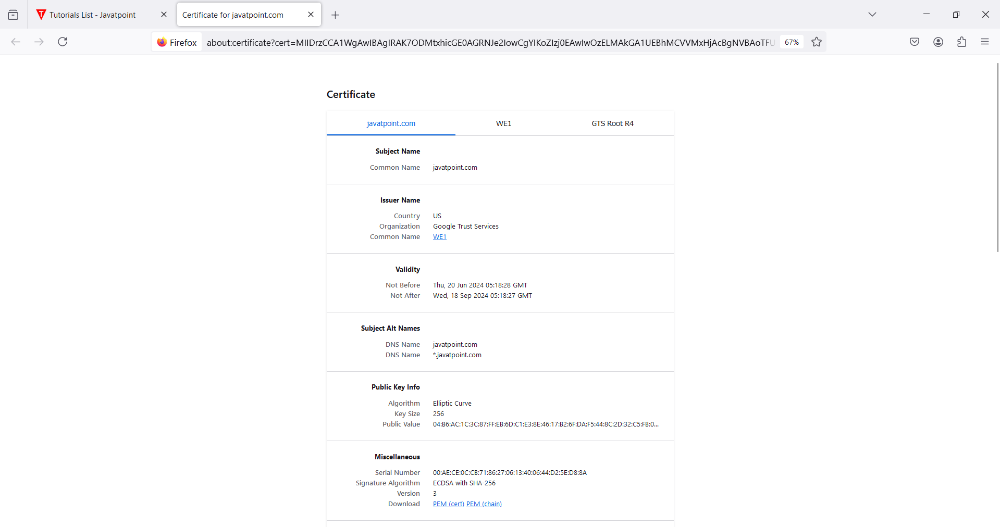 Tutorials List - Javatpoint
Certificate for javatpoint.com
Firefox
about:certificate?cert=MIIDrzCCA1WgAwIBAgIRAK7ODMtxhicGE0AGRNJe2IowCgYIKoZIzj0EAwIwOzELMAkGA1UEBhMCVVMxHjAcBgNVBAoTFU
67%
Certificate
javatpoint.com
WE1
GTS Root R4
Subject Name
Common Name javatpoint.com
Issuer Name
Country US
Organization Google Trust Services
Common Name WE1
Validity
Not Before Thu, 20 Jun 2024 05:18:28 GMT
Not After Wed, 18 Sep 2024 05:18:27 GMT
Subject Alt Names
DNS Name javatpoint.com
DNS Name *.javatpoint.com
Public Key Info
Algorithm Elliptic Curve
Key Size 256
Public Value 04:B6:AC:1C:3C:87:FF:EB:6D:C1:E3:8E:46:17:B2:6F:DA:F5:44:8C:2D:32:C5:FB:0...
Miscellaneous
Serial Number 00:AE:CE:0C:CB:71:86:27:06:13:40:06:44:D2:5E:D8:8A
Signature Algorithm ECDSA with SHA-256
Version 3
Download PEM (cert) PEM (chain)